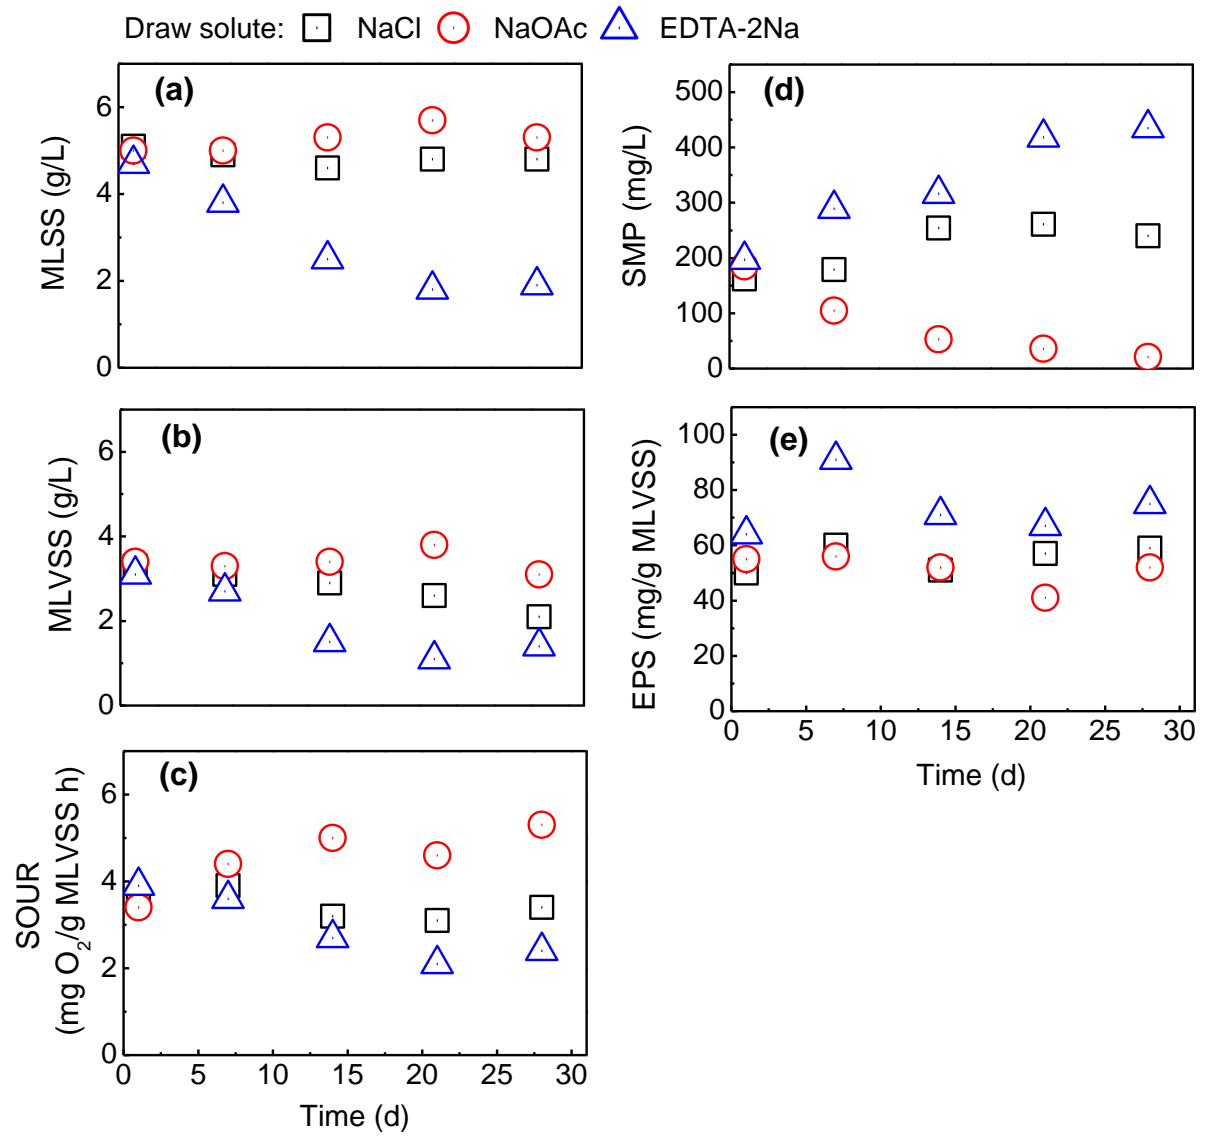 Draw solute: NaCl NaOAc EDTA-2Na
(a)
MLSS (g/L)
6
4
2
0
(b)
MLVSS (g/L)
6
4
2
0
(c)
SOUR
(mg O₂/g MLVSS h)
6
4
2
0
0 5 10 15 20 25 30
Time (d)
(d)
SMP (mg/L)
500
400
300
200
100
0
(e)
EPS (mg/g MLVSS)
100
80
60
40
20
0
0 5 10 15 20 25 30
Time (d)